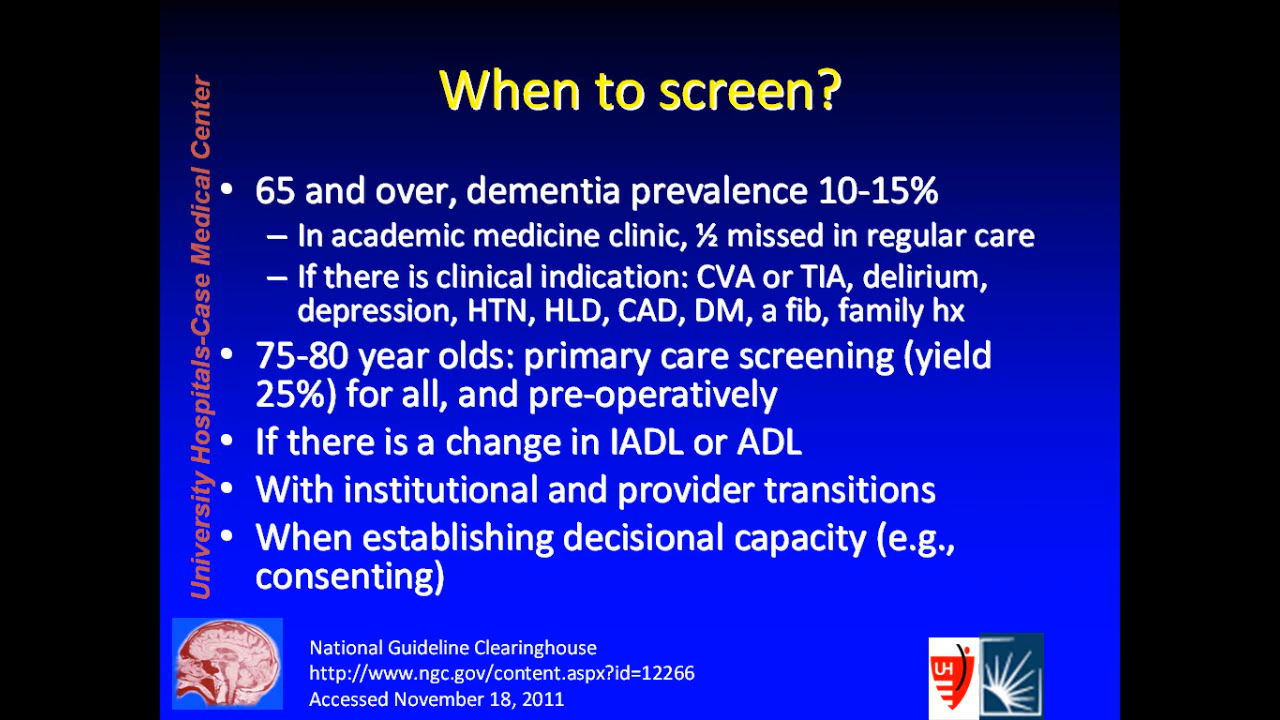 When to screen?
University Hospitals-Case Medical Center
• 65 and over, dementia prevalence 10-15%
– In academic medicine clinic, ½ missed in regular care
– If there is clinical indication: CVA or TIA, delirium,
depression, HTN, HLD, CAD, DM, a fib, family hx
• 75-80 year olds: primary care screening (yield
25%) for all, and pre-operatively
• If there is a change in IADL or ADL
• With institutional and provider transitions
• When establishing decisional capacity (e.g.,
consenting)
National Guideline Clearinghouse
http://www.ngc.gov/content.aspx?id=12266
Accessed November 18, 2011
UH